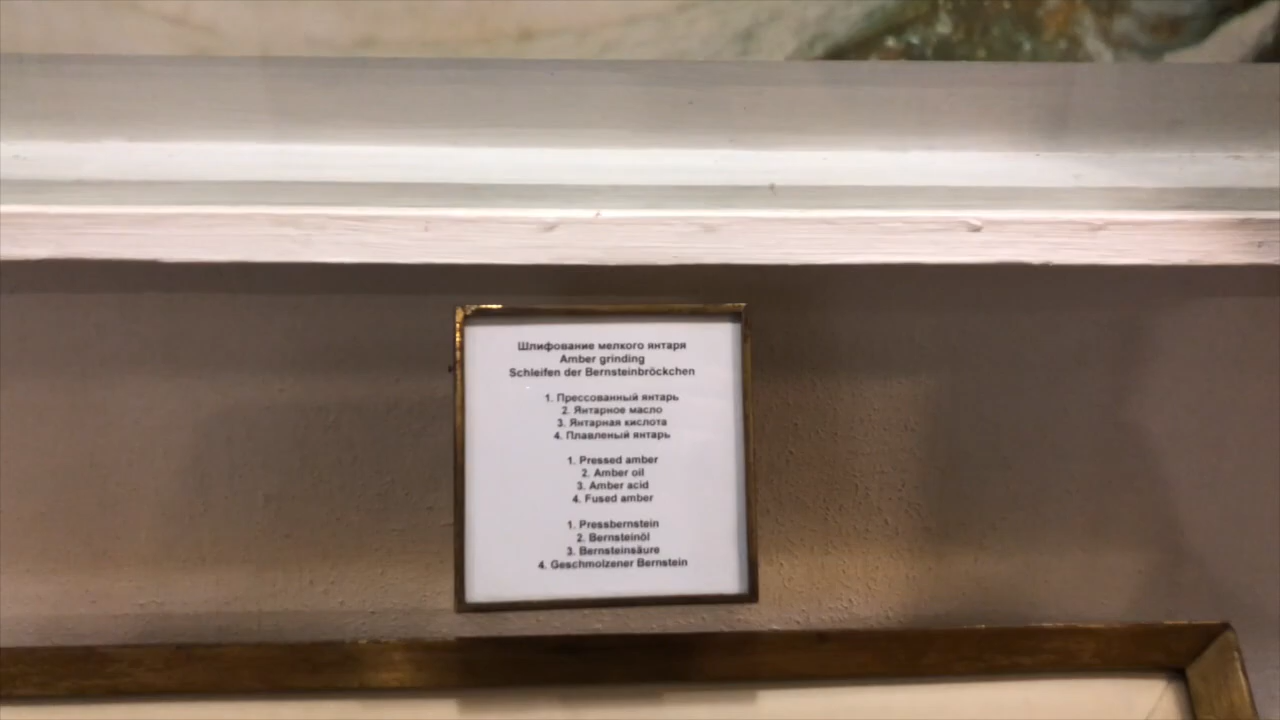 Шлифование мелкого янтаря
Amber grinding
Schleifen der Bernsteinbröckchen
1. Прессованный янтарь
2. Янтарное масло
3. Янтарная кислота
4. Плавленый янтарь
1. Pressed amber
2. Amber oil
3. Amber acid
4. Fused amber
1. Pressbernstein
2. Bernsteinöl
3. Bernsteinsäure
4. Geschmolzener Bernstein